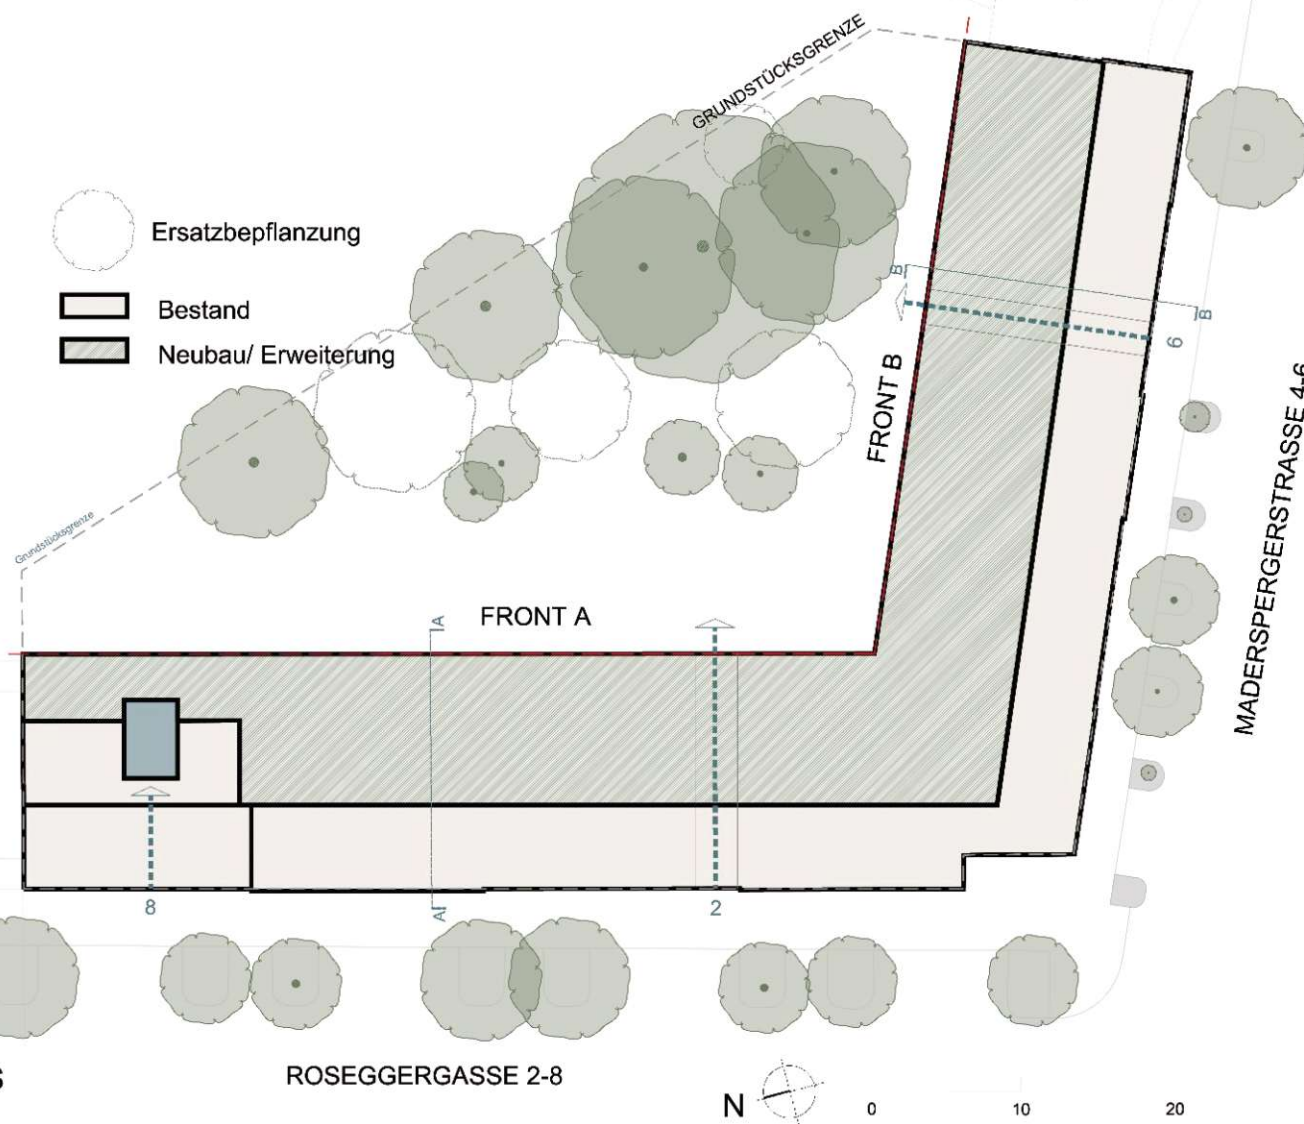 GRUNDSTÜCKSGRENZE
Ersatzbepflanzung
Bestand
Neubau/ Erweiterung
B
B
6
FRONT B
MADERSPERGERSTRASSE 4-6
Grundstücksgrenze
FRONT A
A
8
A
2
S
ROSEGGERGASSE 2-8
N
0 10 20